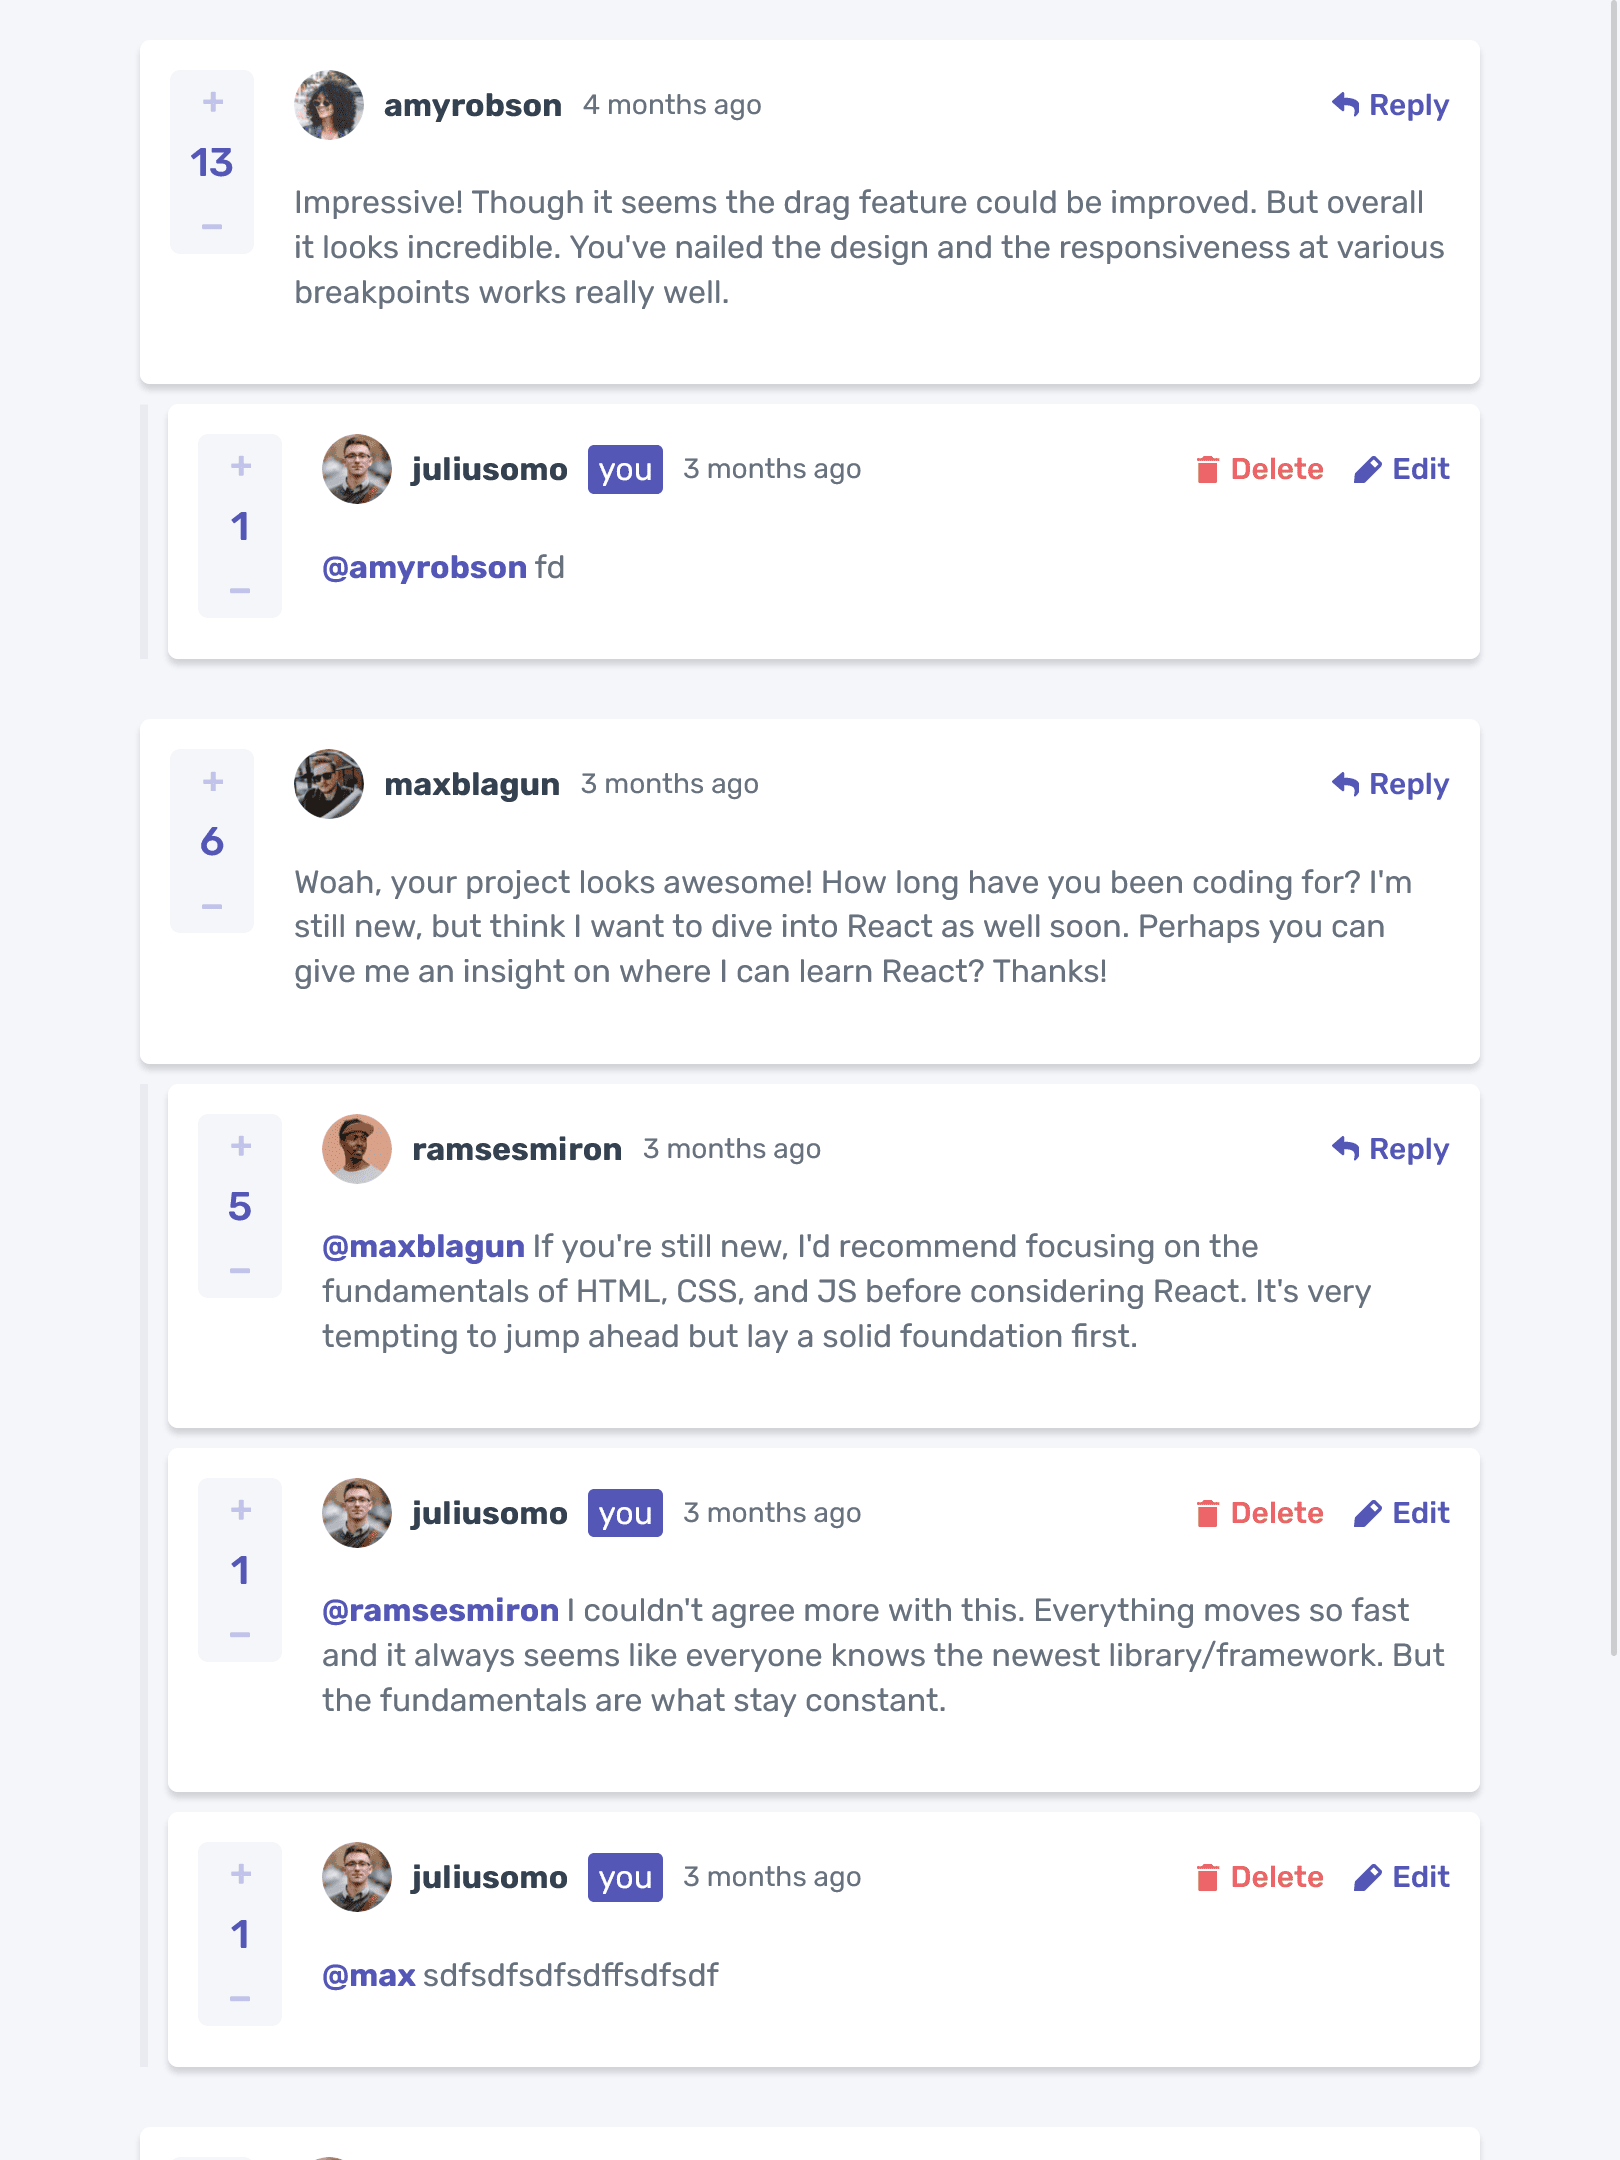 +
13
−
amyrobson 4 months ago Reply
Impressive! Though it seems the drag feature could be improved. But overall
it looks incredible. You've nailed the design and the responsiveness at various
breakpoints works really well.
+
1
−
juliusomo you 3 months ago Delete Edit
@amyrobson fd
+
6
−
maxblagun 3 months ago Reply
Woah, your project looks awesome! How long have you been coding for? I'm
still new, but think I want to dive into React as well soon. Perhaps you can
give me an insight on where I can learn React? Thanks!
+
5
−
ramsesmiron 3 months ago Reply
@maxblagun If you're still new, I'd recommend focusing on the
fundamentals of HTML, CSS, and JS before considering React. It's very
tempting to jump ahead but lay a solid foundation first.
+
1
−
juliusomo you 3 months ago Delete Edit
@ramsesmiron I couldn't agree more with this. Everything moves so fast
and it always seems like everyone knows the newest library/framework. But
the fundamentals are what stay constant.
+
1
−
juliusomo you 3 months ago Delete Edit
@max sdfsdfsdfsdffsdfsdf